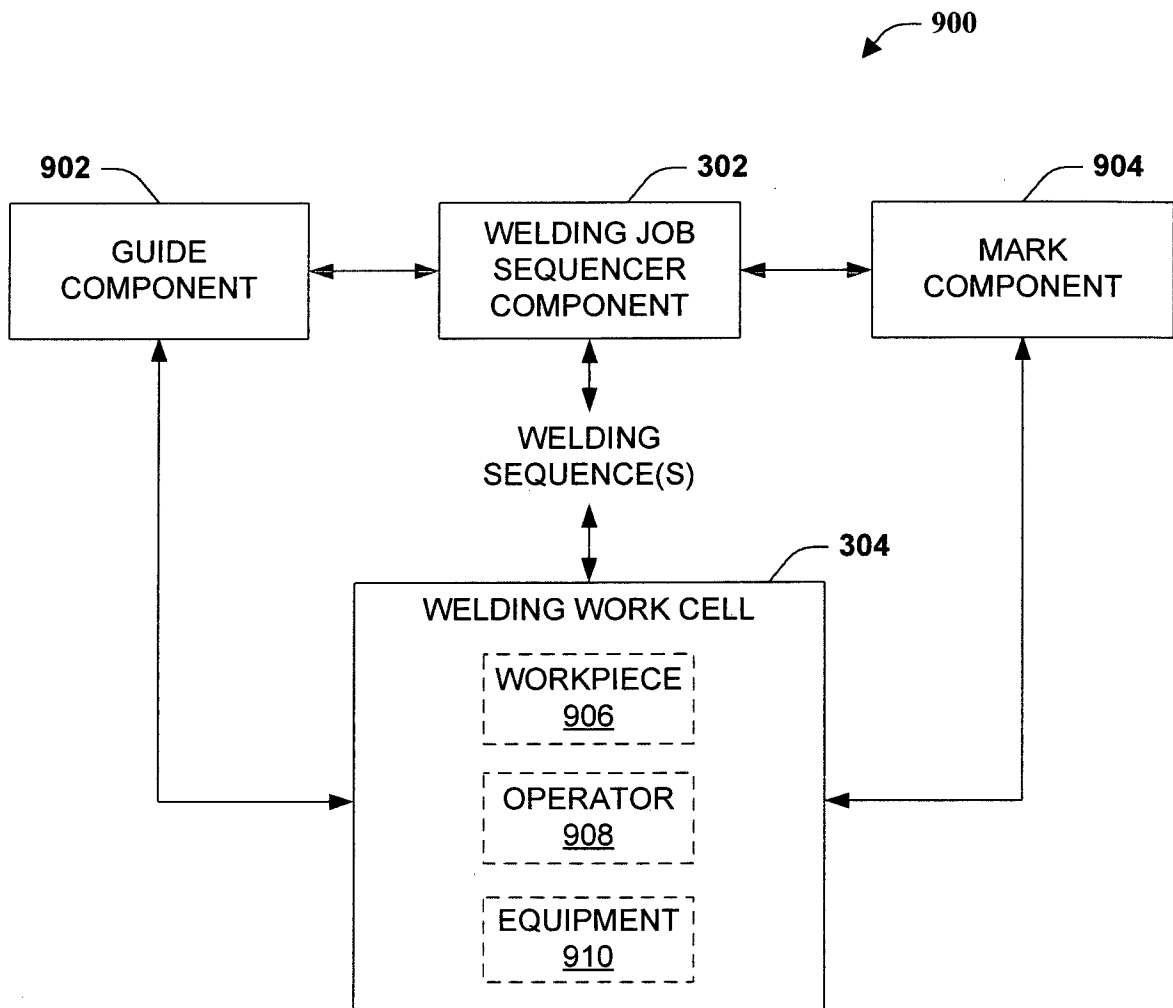 900
902
302
904
GUIDE
COMPONENT
WELDING JOB
SEQUENCER
COMPONENT
MARK
COMPONENT
WELDING
SEQUENCE(S)
304
WELDING WORK CELL
WORKPIECE
906
OPERATOR
908
EQUIPMENT
910